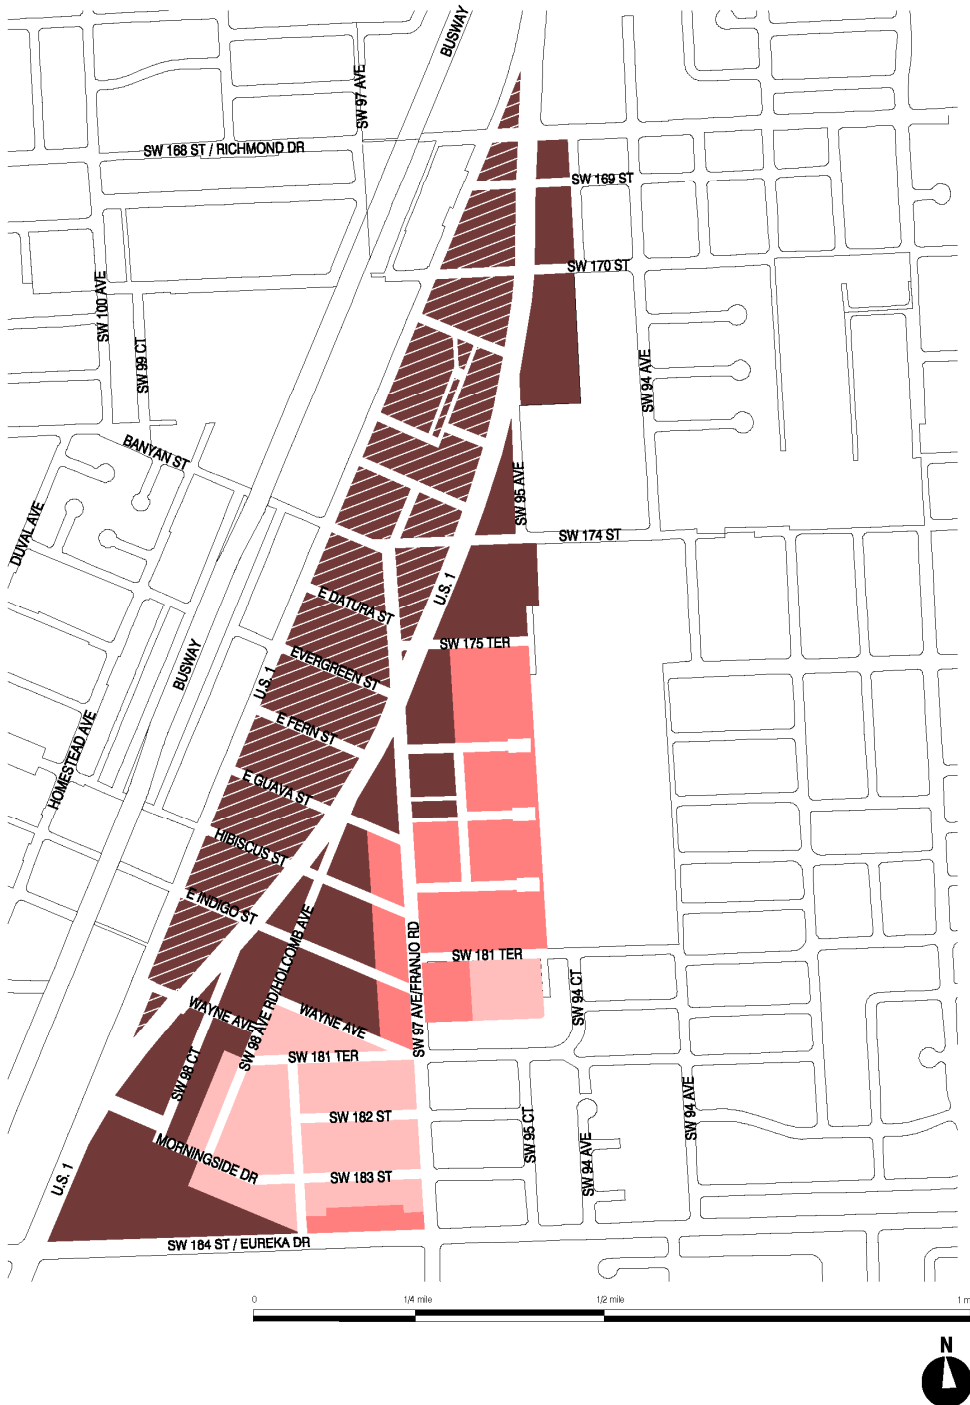 BUSWAY
SW 97 AVE
SW 168 ST / RICHMOND DR
SW 169 ST
SW 170 ST
SW 100 AVE
SW 99 CT
SW 94 AVE
BANYAN ST
SW 95 AVE
DUVAL AVE
SW 174 ST
U.S. 1
E DATURA ST
SW 175 TER
BUSWAY
EVERGREEN ST
U.S. 1
E FERN ST
HOMESTEAD AVE
E GUAVA ST
HIBISCUS ST
E INDIGO ST
SW 98 AVE RD/HOLCOMB AVE
SW 97 AVE/FRANJO RD
SW 181 TER
SW 94 CT
WAYNE AVE
WAYNE AVE
SW 181 TER
SW 98 CT
SW 182 ST
SW 95 CT
SW 94 AVE
SW 94 AVE
MORNINGSIDE DR
SW 183 ST
U.S. 1
SW 184 ST / EUREKA DR
0
1/4 mile
1/2 mile
1 m
N